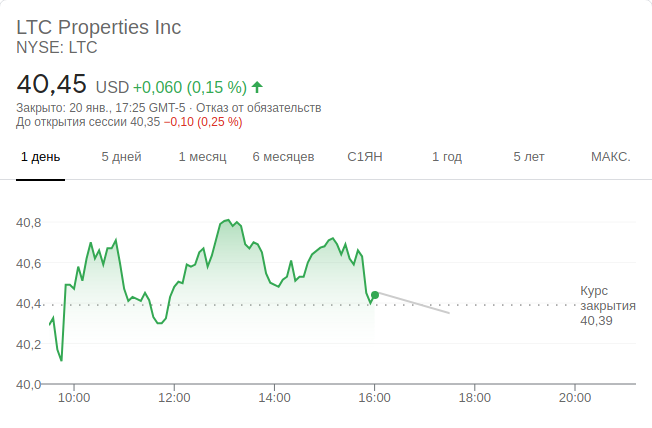 LTC Properties Inc
NYSE: LTC
40,45 USD +0,060 (0,15 %)
Закрыто: 20 янв., 17:25 GMT-5 · Отказ от обязательств
До открытия сессии 40,35 −0,10 (0,25 %)
1 день 5 дней 1 месяц 6 месяцев С1ЯН 1 год 5 лет МАКС.
40,8
40,6
40,4
40,2
40,0
Курс
закрытия
40,39
10:00 12:00 14:00 16:00 18:00 20:00